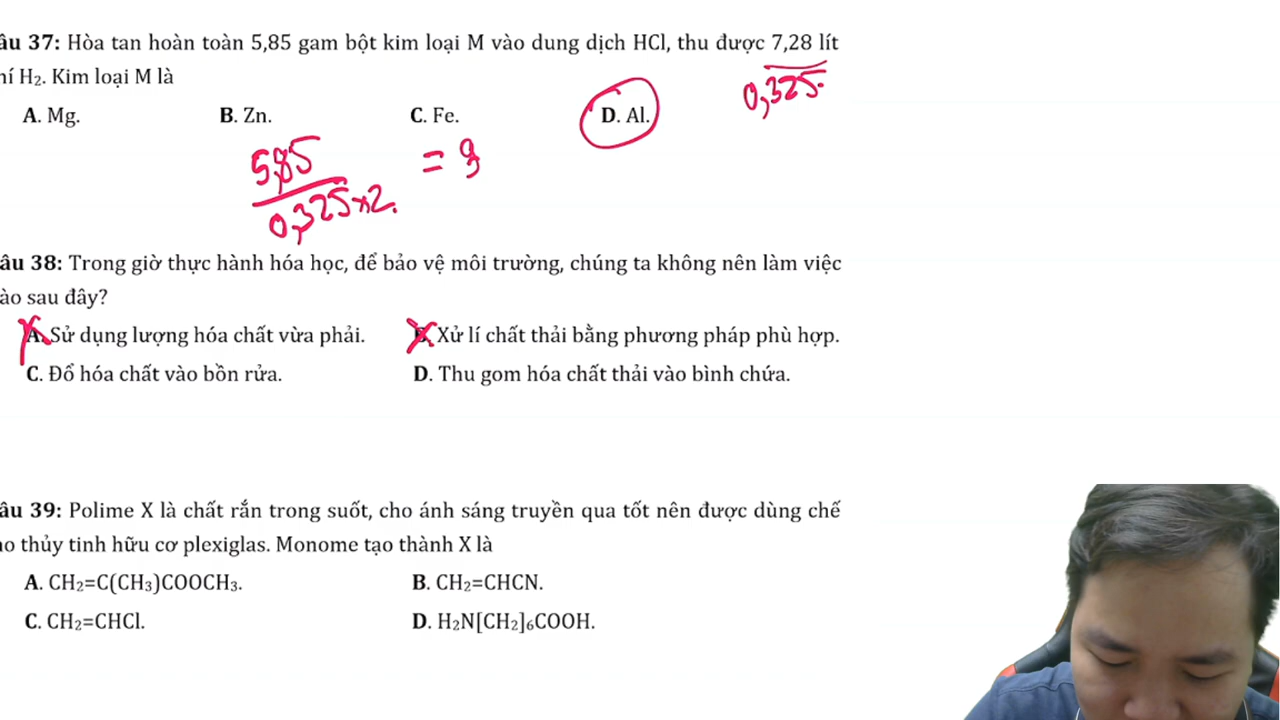 âu 37: Hòa tan hoàn toàn 5,85 gam bột kim loại M vào dung dịch HCl, thu được 7,28 lít
hí H₂. Kim loại M là
0,325
A. Mg. B. Zn. C. Fe. D. Al.
5,85 = 9
0,325×2
âu 38: Trong giờ thực hành hóa học, để bảo vệ môi trường, chúng ta không nên làm việc
ào sau đây?
A. Sử dụng lượng hóa chất vừa phải. Xử lí chất thải bằng phương pháp phù hợp.
C. Đổ hóa chất vào bồn rửa. D. Thu gom hóa chất thải vào bình chứa.
âu 39: Polime X là chất rắn trong suốt, cho ánh sáng truyền qua tốt nên được dùng chế
ạo thủy tinh hữu cơ plexiglas. Monome tạo thành X là
A. CH₂=C(CH₃)COOCH₃. B. CH₂=CHCN.
C. CH₂=CHCl. D. H₂N[CH₂]₆COOH.